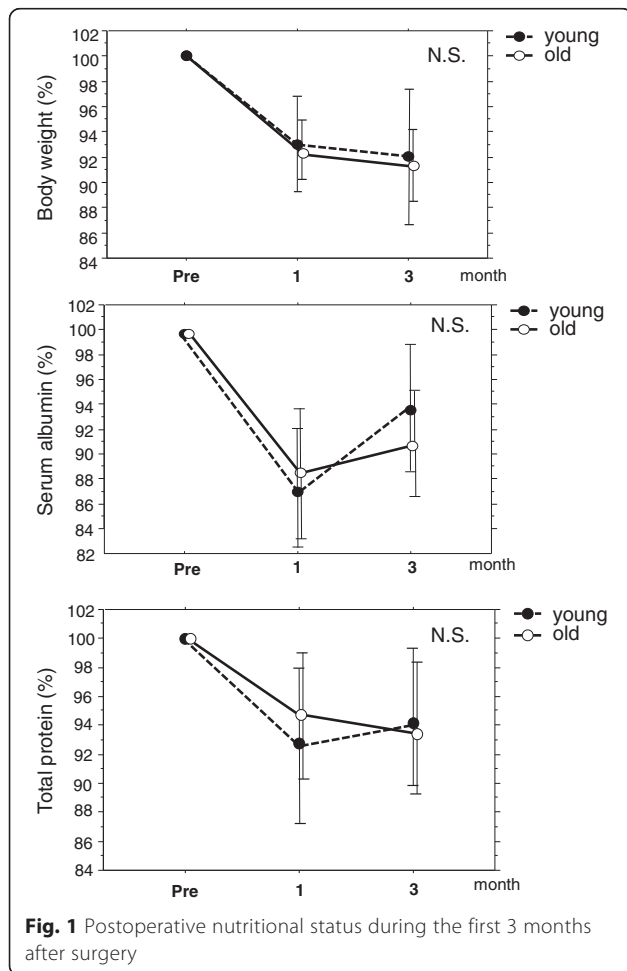 young
old
N.S.
Body weight (%)
102
100
98
96
94
92
90
88
86
84
Pre 1 3 month
young
old
N.S.
Serum albumin (%)
102
100
98
96
94
92
90
88
86
84
82
Pre 1 3 month
young
old
N.S.
Total protein (%)
102
100
98
96
94
92
90
88
86
84
Pre 1 3 month
Fig. 1 Postoperative nutritional status during the first 3 months
after surgery